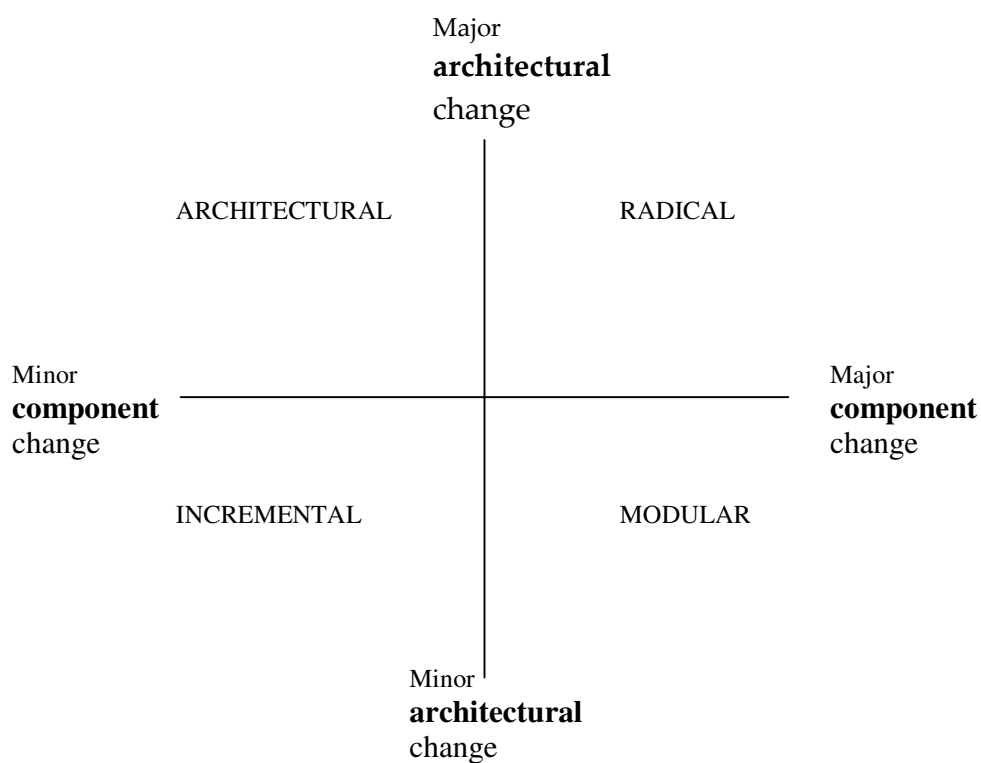 Major
architectural
change
ARCHITECTURAL
RADICAL
Minor
component
change
Major
component
change
INCREMENTAL
MODULAR
Minor
architectural
change